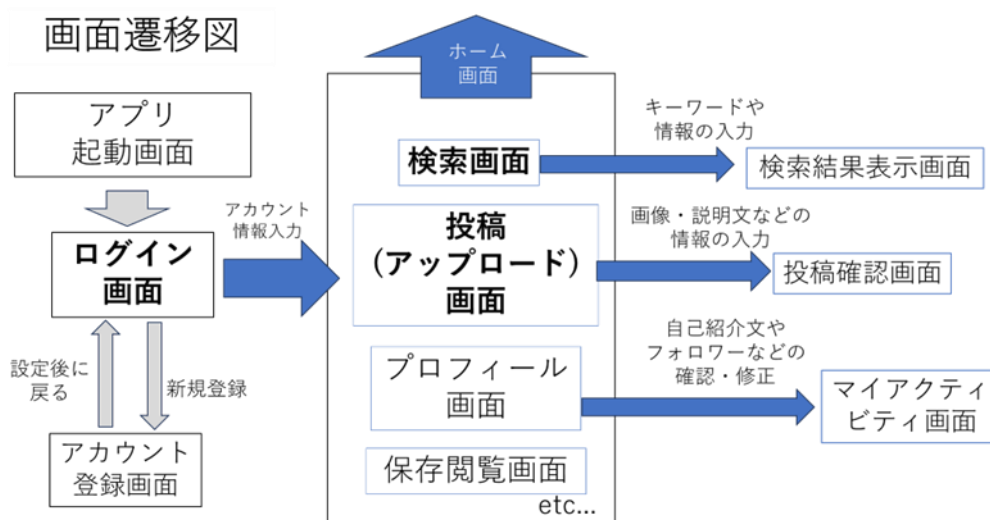 画面遷移図
ホーム
画面
アプリ
起動画面
キーワードや
情報の入力
検索画面
検索結果表示画面
アカウント
情報入力
投稿
（アップロード）
画面
画像・説明文などの
情報の入力
投稿確認画面
ログイン
画面
設定後に
戻る
新規登録
プロフィール
画面
自己紹介文や
フォロワーなどの
確認・修正
マイアクティ
ビティ画面
アカウント
登録画面
保存閲覧画面
etc...